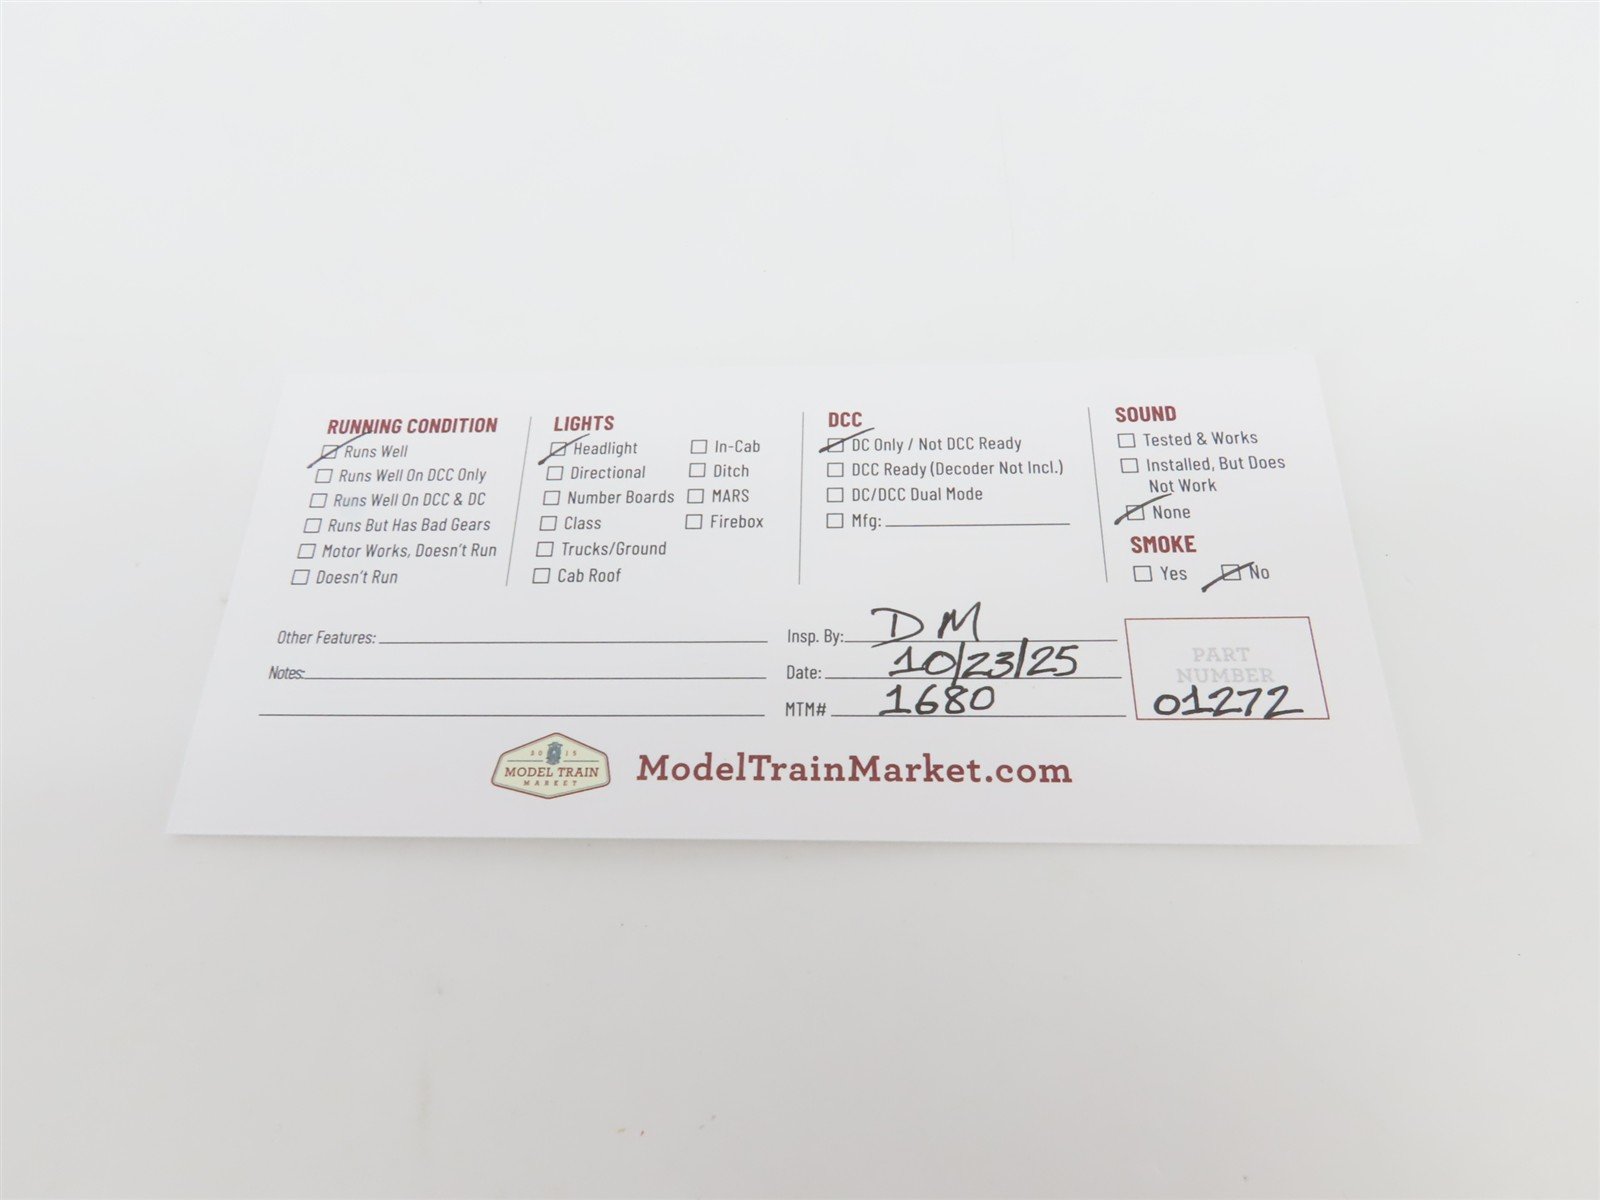 RUNNING CONDITION
Runs Well
Runs Well On DCC Only
Runs Well On DCC & DC
Runs But Has Bad Gears
Motor Works, Doesn't Run
Doesn't Run
LIGHTS
Headlight
Directional
Number Boards
Class
Trucks/Ground
Cab Roof
In-Cab
Ditch
MARS
Firebox
DCC
DC Only / Not DCC Ready
DCC Ready (Decoder Not Incl.)
DC/DCC Dual Mode
Mfg:
SOUND
Tested & Works
Installed, But Does
Not Work
None
SMOKE
Yes No
Other Features:
Notes:
Insp. By: DM
Date: 10/23/25
MTM# 1680
PART
NUMBER
01272
2015
MODEL TRAIN
MARKET
ModelTrainMarket.com